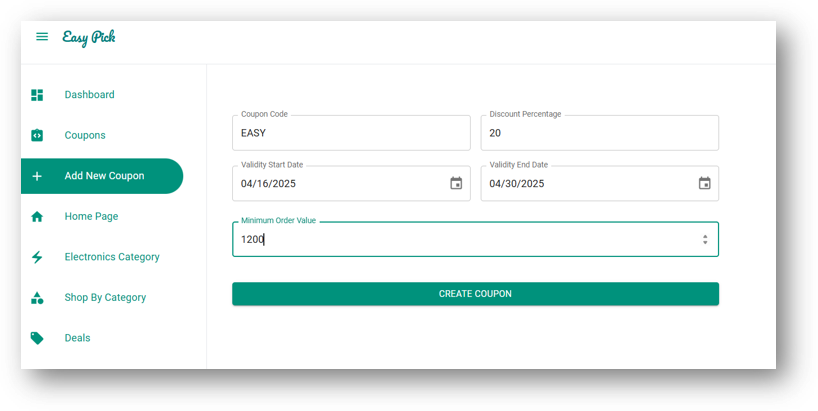 Easy Pick
Dashboard
Coupons
Add New Coupon
Home Page
Electronics Category
Shop By Category
Deals
Coupon Code
EASY
Discount Percentage
20
Validity Start Date
04/16/2025
Validity End Date
04/30/2025
Minimum Order Value
1200
CREATE COUPON